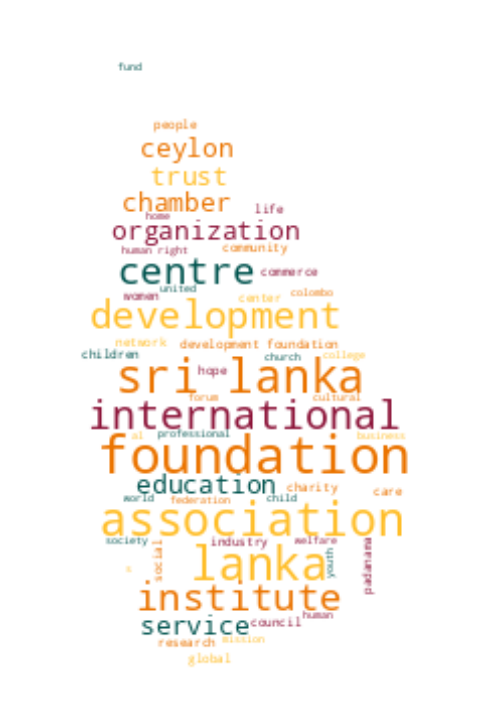 fund
people
ceylon
trust
chamber
life
home
organization
human right
community
centre
commerce
united
women
center
colombo
development
network
development foundation
children
church
college
sri lanka
hope
forum
cultural
international
al
professional
business
foundation
education
charity
care
world
federation
child
association
society
industry
welfare
social
lanka
youth
padanama
s
institute
service
council
human
research
mission
global